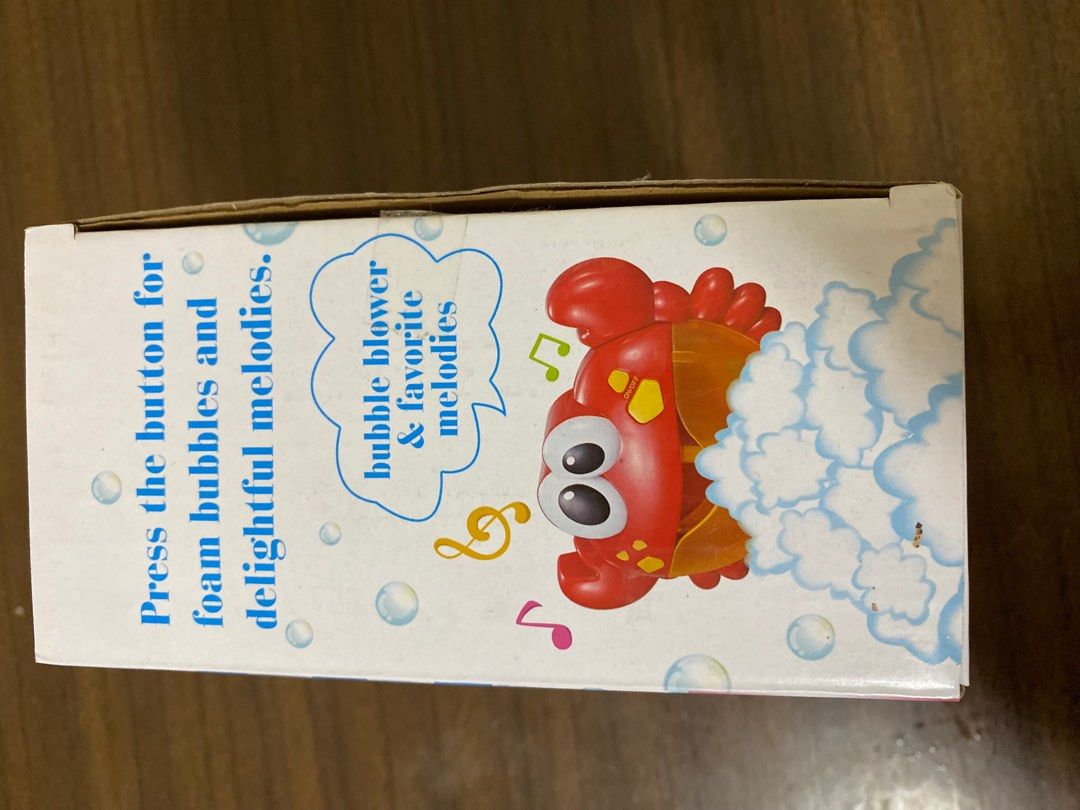 Press the button for
foam bubbles and
delightful melodies.
bubble blower
& favorite
melodies
ON/OFF